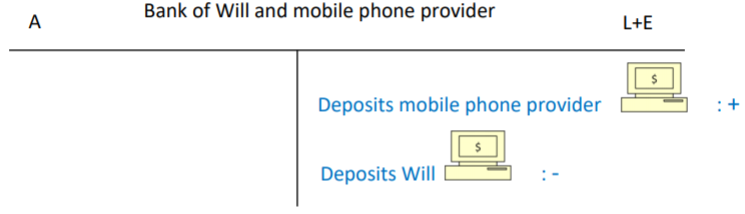 Bank of Will and mobile phone provider
A
L+E
$
Deposits mobile phone provider
: +
$
Deposits Will
: -